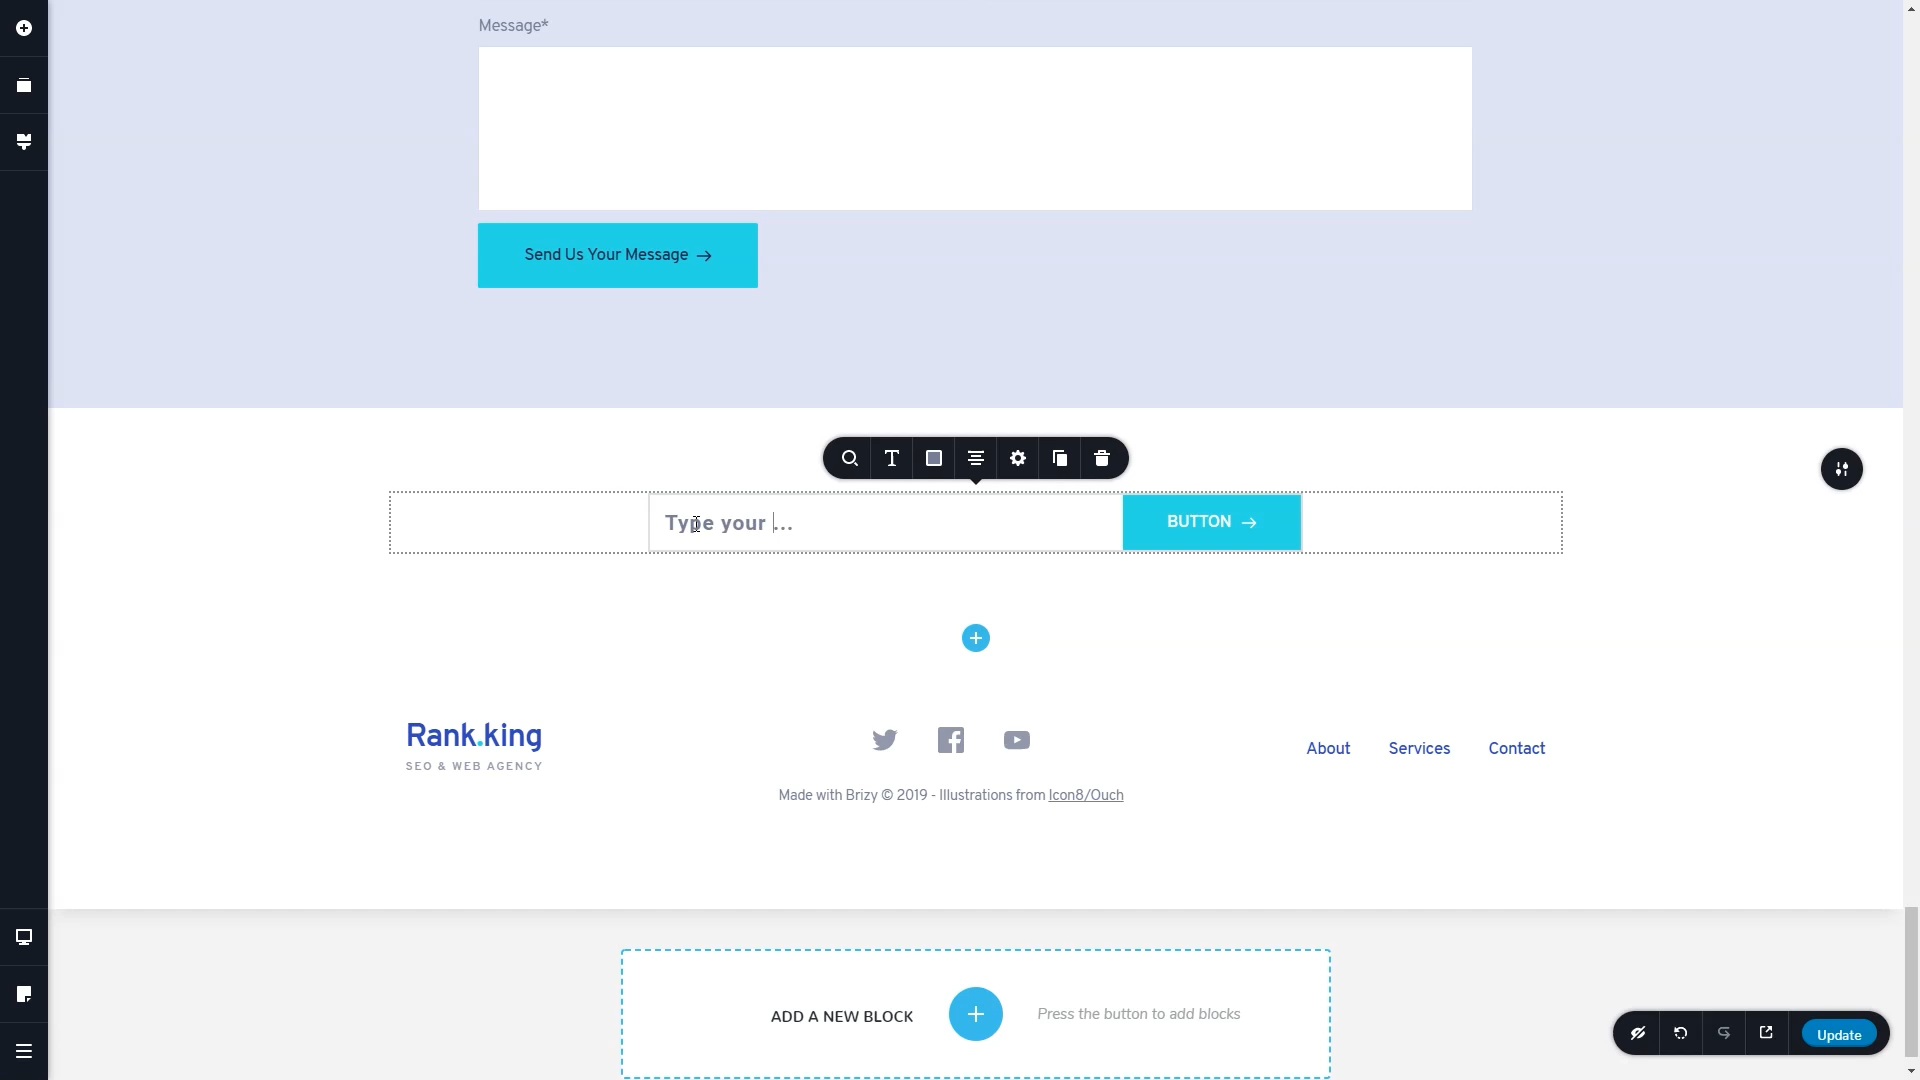 Message*
Send Us Your Message →
Type your ...
BUTTON →
Rank.king
SEO & WEB AGENCY
About Services Contact
Made with Brizy © 2019 - Illustrations from Icon8/Ouch
ADD A NEW BLOCK
Press the button to add blocks
Update